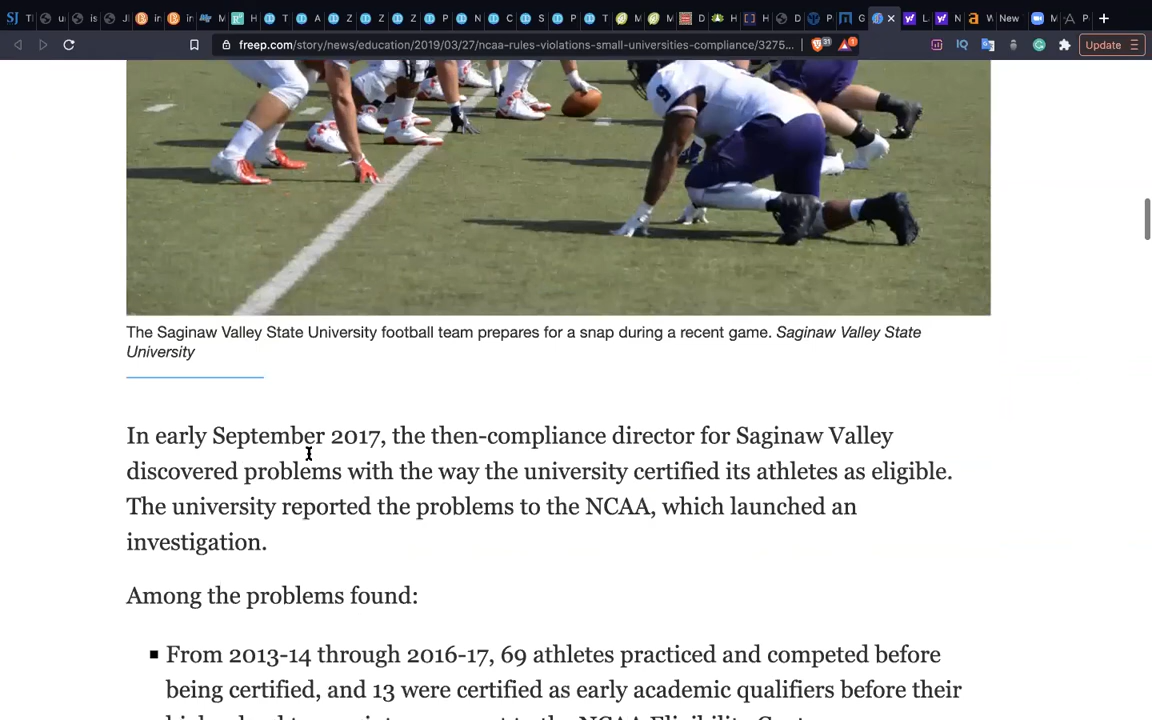 New
freep.com/story/news/education/2019/03/27/ncaa-rules-violations-small-universities-compliance/3275...
31
1
IQ
Update
9
The Saginaw Valley State University football team prepares for a snap during a recent game. Saginaw Valley State
University
In early September 2017, the then-compliance director for Saginaw Valley
discovered problems with the way the university certified its athletes as eligible.
The university reported the problems to the NCAA, which launched an
investigation.
Among the problems found:
▪ From 2013-14 through 2016-17, 69 athletes practiced and competed before
being certified, and 13 were certified as early academic qualifiers before their